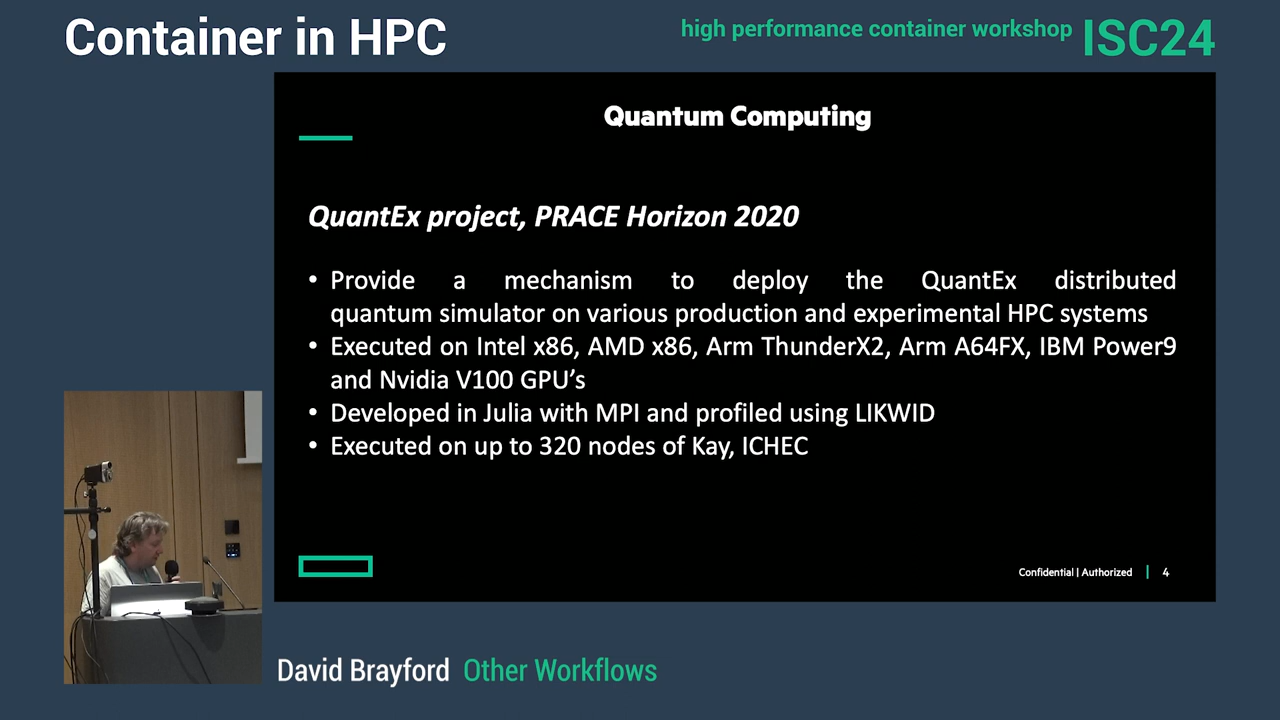 Container in HPC
high performance container workshop ISC24
Quantum Computing
QuantEx project, PRACE Horizon 2020
• Provide a mechanism to deploy the QuantEx distributed
quantum simulator on various production and experimental HPC systems
• Executed on Intel x86, AMD x86, Arm ThunderX2, Arm A64FX, IBM Power9
and Nvidia V100 GPU’s
• Developed in Julia with MPI and profiled using LIKWID
• Executed on up to 320 nodes of Kay, ICHEC
Confidential | Authorized | 4
David Brayford Other Workflows